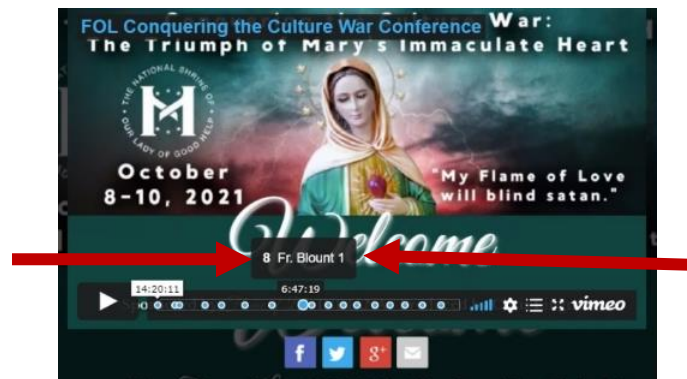 FOL Conquering the Culture War Conference War:
The Triumph of Mary's Immaculate Heart
THE NATIONAL SHRINE OF OUR LADY OF GOOD HELP
October
8-10, 2021
"My Flame of Love
will blind satan."
Welcome
8 Fr. Blount 1
14:20:11
6:47:19
vimeo
f
g+